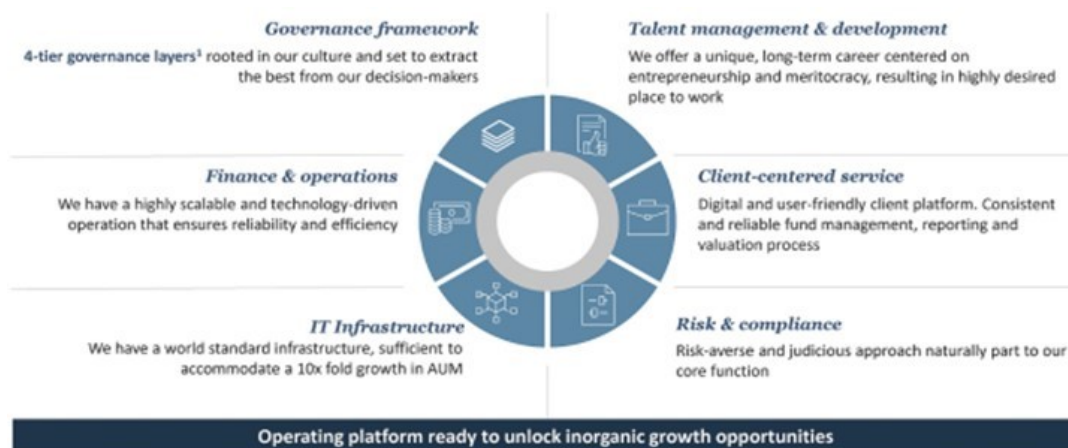 Governance framework
4-tier governance layers¹ rooted in our culture and set to extract
the best from our decision-makers
Talent management & development
We offer a unique, long-term career centered on
entrepreneurship and meritocracy, resulting in highly desired
place to work
Finance & operations
We have a highly scalable and technology-driven
operation that ensures reliability and efficiency
Client-centered service
Digital and user-friendly client platform. Consistent
and reliable fund management, reporting and
valuation process
IT Infrastructure
We have a world standard infrastructure, sufficient to
accommodate a 10x fold growth in AUM
Risk & compliance
Risk-averse and judicious approach naturally part to our
core function
Operating platform ready to unlock inorganic growth opportunities